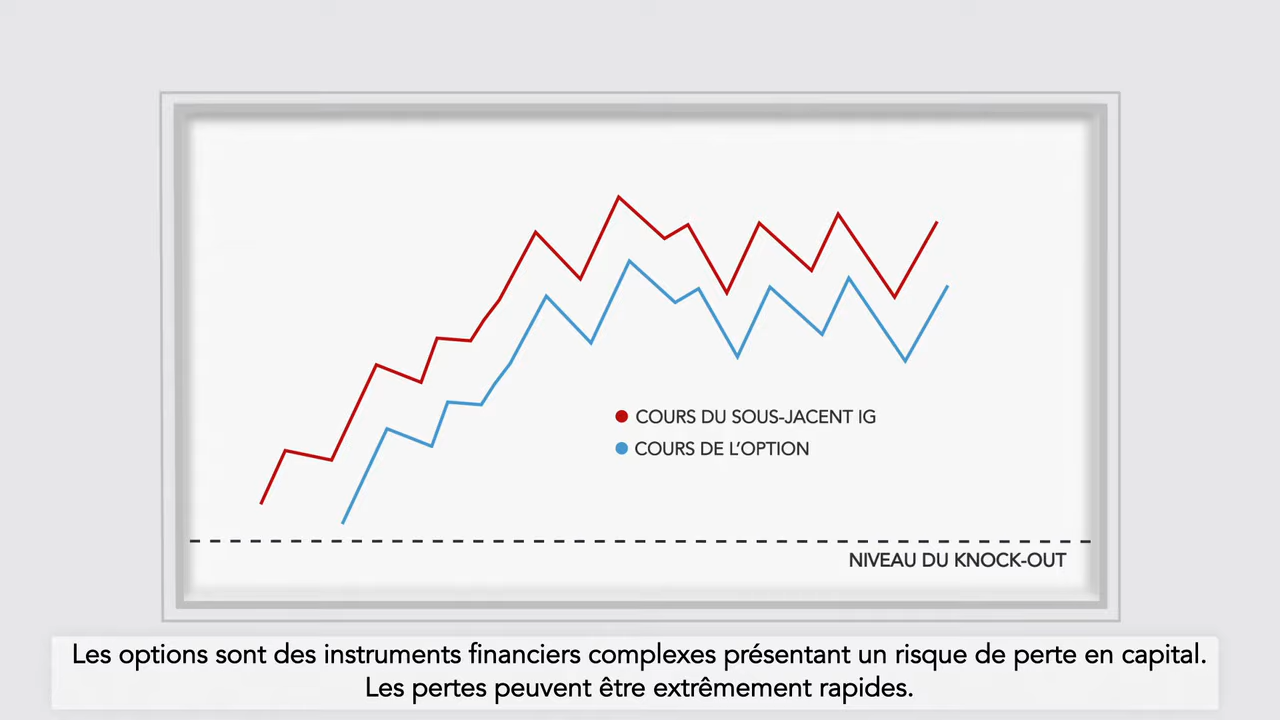 COURS DU SOUS-JACENT IG
COURS DE L'OPTION
NIVEAU DU KNOCK-OUT
Les options sont des instruments financiers complexes présentant un risque de perte en capital.
Les pertes peuvent être extrêmement rapides.